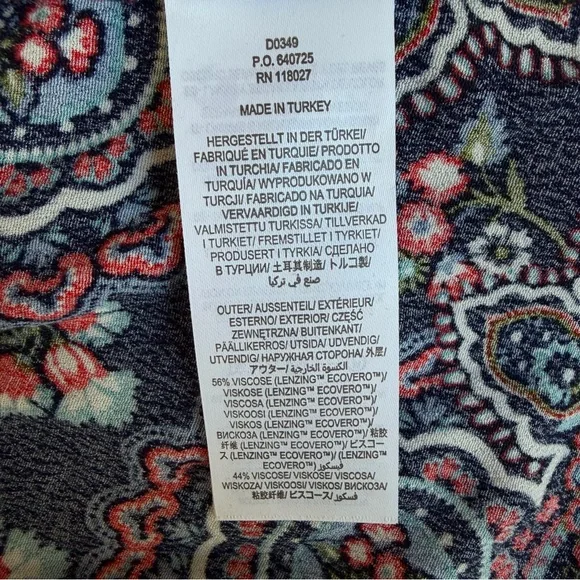 D0349
P.O. 640725
RN 118027
MADE IN TURKEY
HERGESTELLT IN DER TÜRKEI/
FABRIQUÉ EN TURQUIE/ PRODOTTO
IN TURCHIA/ FABRICADO EN
TURQUÍA/ WYPRODUKOWANO W
TURCJI/ FABRICADO NA TURQUIA/
VERVAARDIGD IN TURKIJE/
VALMISTETTU TURKISSA/ TILLVERKAD
I TURKIET/ FREMSTILLET I TYRKIET/
PRODUSERT I TYRKIA/ СДЕЛАНО
В ТУРЦИИ/ 土耳其制造/ トルコ製/
صنع في تركيا
OUTER/ AUSSENTEIL/ EXTÉRIEUR/
ESTERNO/ EXTERIOR/ CZĘŚĆ
ZEWNĘTRZNA/ BUITENKANT/
PÄÄLLIKERROS/ UTSIDA/ UDVENDIG/
UTVENDIG/ НАРУЖНАЯ СТОРОНА/ 外层/
アウター/ الكسوة الخارجية
56% VISCOSE (LENZING™ ECOVERO™)/
VISKOSE (LENZING™ ECOVERO™)/
VISCOSA (LENZING™ ECOVERO™)/
VISKOOSI (LENZING™ ECOVERO™)/
VISKOS (LENZING™ ECOVERO™)/
ВИСКОЗА (LENZING™ ECOVERO™)/ 粘胶
纤维 (LENZING™ ECOVERO™)/ ビスコー
ス (LENZING™ ECOVERO™)/ (LENZING™
ECOVERO™) فسكوز
44% VISCOSE/ VISKOSE/ VISCOSA/
WISKOZA/ VISKOOSI/ VISKOS/ ВИСКОЗА/
粘胶纤维/ ビスコース/ فسكوز